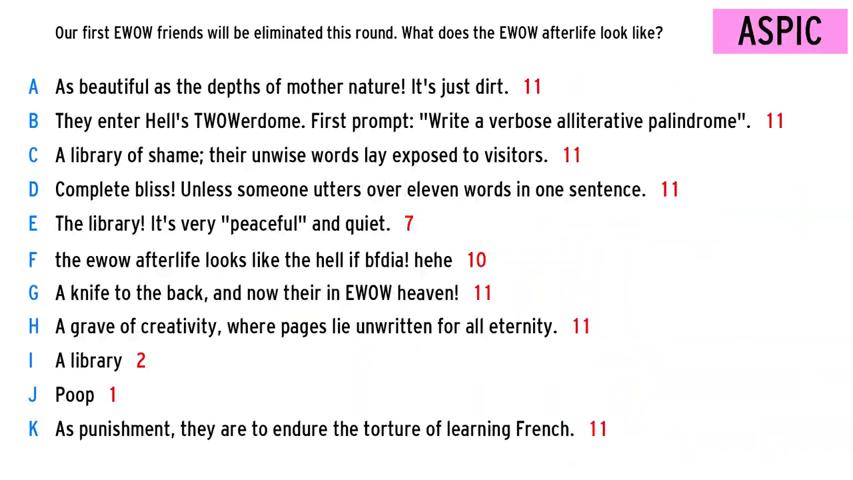 Our first EWOW friends will be eliminated this round. What does the EWOW afterlife look like?
ASPIC
A As beautiful as the depths of mother nature! It's just dirt. 11
B They enter Hell's TWOWerdome. First prompt: "Write a verbose alliterative palindrome". 11
C A library of shame; their unwise words lay exposed to visitors. 11
D Complete bliss! Unless someone utters over eleven words in one sentence. 11
E The library! It's very "peaceful" and quiet. 7
F the ewow afterlife looks like the hell if bfdia! hehe 10
G A knife to the back, and now their in EWOW heaven! 11
H A grave of creativity, where pages lie unwritten for all eternity. 11
I A library 2
J Poop 1
K As punishment, they are to endure the torture of learning French. 11